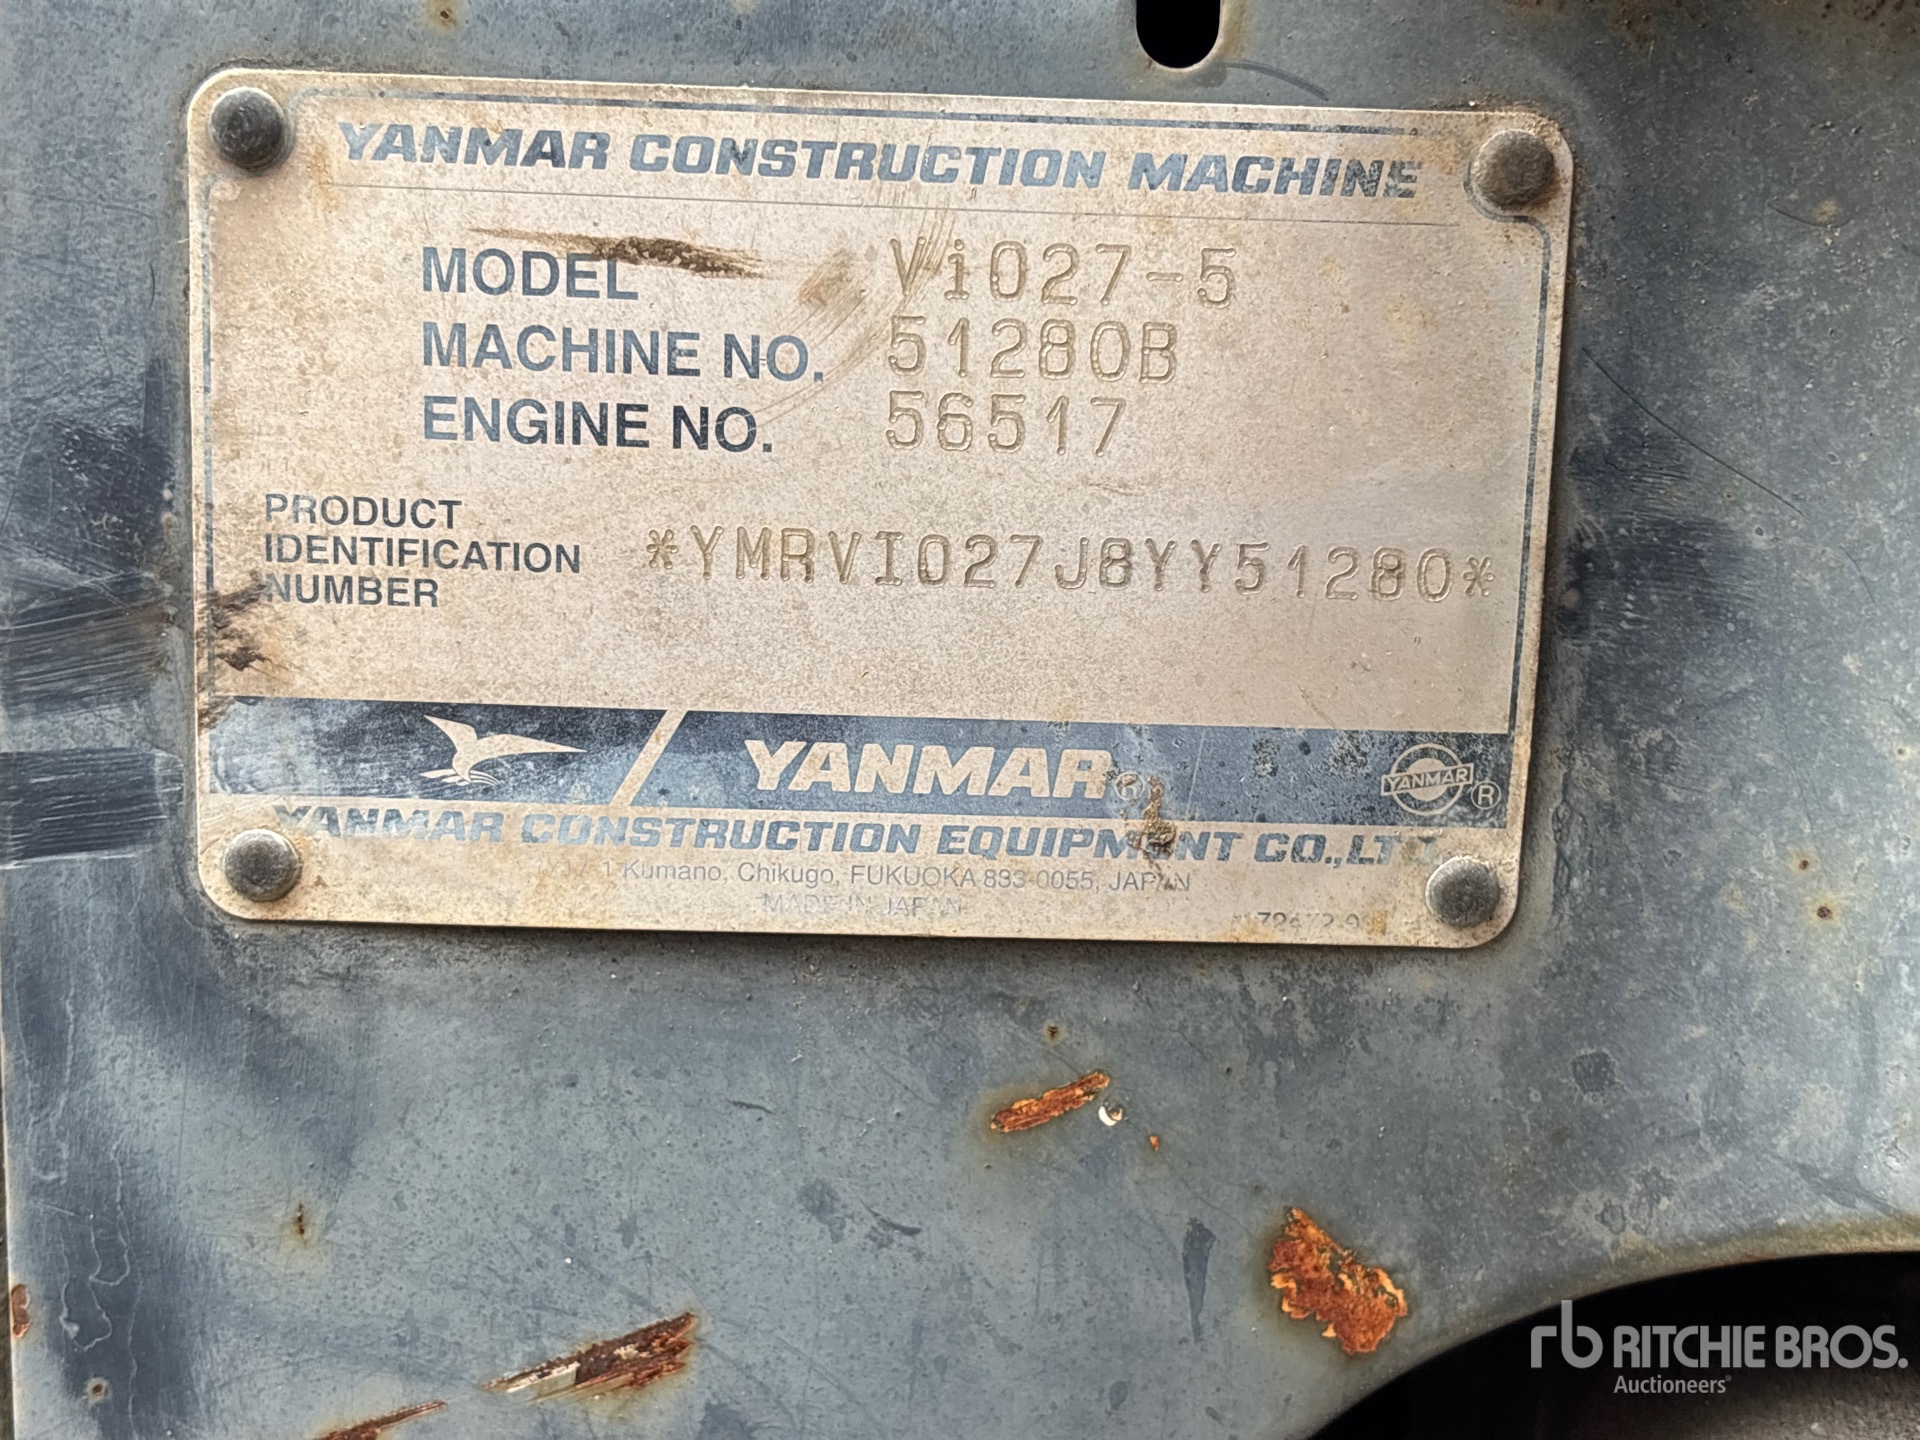 YANMAR CONSTRUCTION MACHINE
MODEL Vi027-5
MACHINE NO. 51280B
ENGINE NO. 56517
PRODUCT
IDENTIFICATION
NUMBER
*YMRVI027J8YY51280*
YANMAR®
YANMAR ®
YANMAR CONSTRUCTION EQUIPMENT CO.,LTD.
Kumano, Chikugo, FUKUOKA 833-0055, JAPAN
MADE IN JAPAN
rb RITCHIE BROS.
Auctioneers